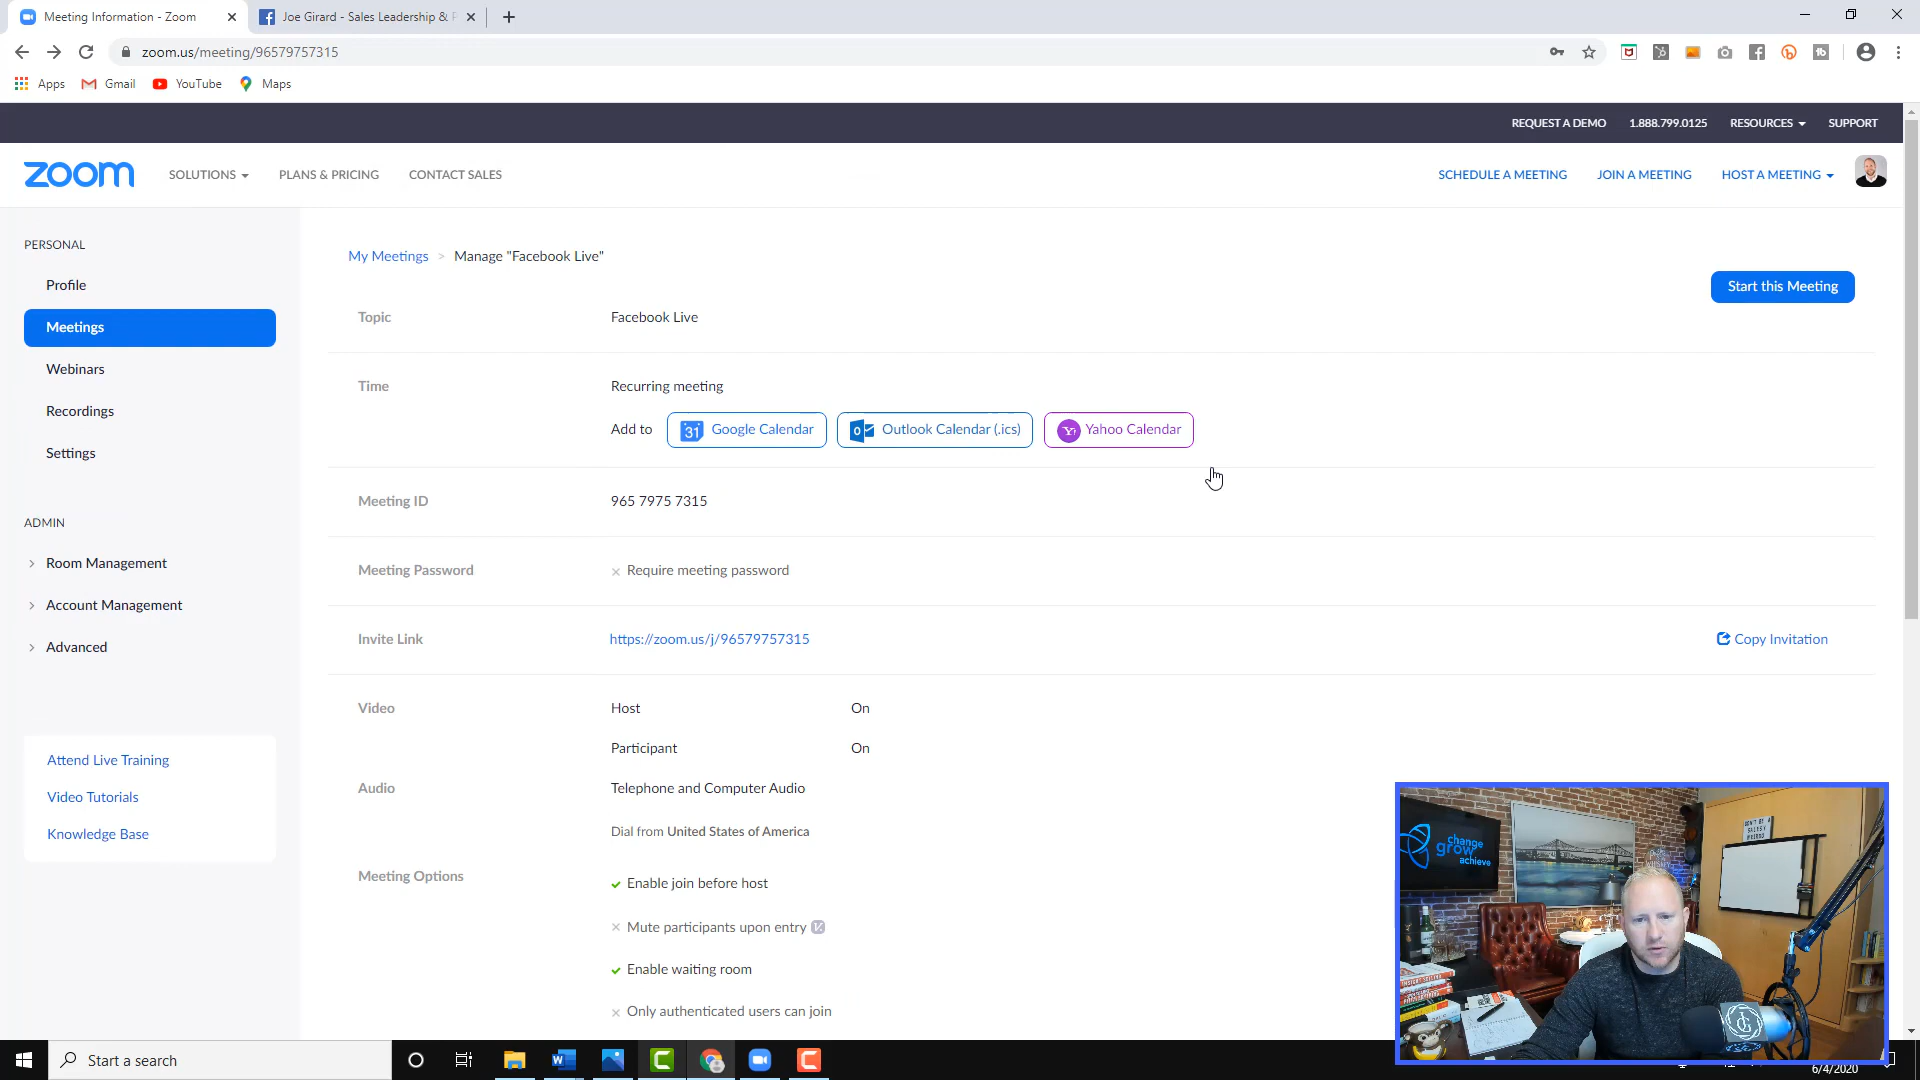 Meeting Information - Zoom
Joe Girard - Sales Leadership &
zoom.us/meeting/96579757315
Apps
Gmail
YouTube
Maps
REQUEST A DEMO
1.888.799.0125
RESOURCES
SUPPORT
zoom
SOLUTIONS
PLANS & PRICING
CONTACT SALES
SCHEDULE A MEETING
JOIN A MEETING
HOST A MEETING
PERSONAL
Profile
Meetings
Webinars
Recordings
Settings
ADMIN
Room Management
Account Management
Advanced
Attend Live Training
Video Tutorials
Knowledge Base
My Meetings > Manage "Facebook Live"
Start this Meeting
Topic
Facebook Live
Time
Recurring meeting
Add to
31 Google Calendar
Outlook Calendar (.ics)
Yahoo Calendar
Meeting ID
965 7975 7315
Meeting Password
Require meeting password
Invite Link
https://zoom.us/j/96579757315
Copy Invitation
Video
Host
On
Participant
On
Audio
Telephone and Computer Audio
Dial from United States of America
Meeting Options
Enable join before host
Mute participants upon entry
Enable waiting room
Only authenticated users can join
change
grow
achieve
DON'T BE A
SALESY
WEIRDO
Start a search
6/4/2020